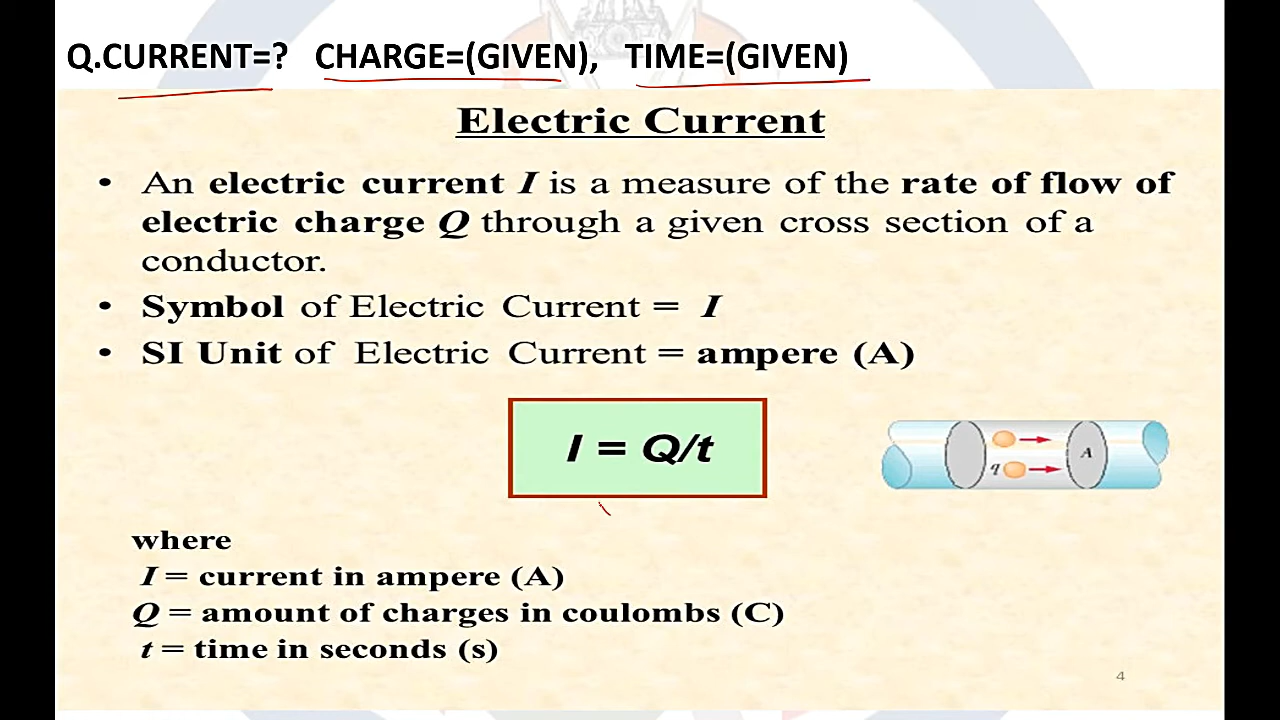 Q.CURRENT=? CHARGE=(GIVEN), TIME=(GIVEN)
Electric Current
• An electric current I is a measure of the rate of flow of
electric charge Q through a given cross section of a
conductor.
• Symbol of Electric Current = I
• SI Unit of Electric Current = ampere (A)
I = Q/t
q
A
where
I = current in ampere (A)
Q = amount of charges in coulombs (C)
t = time in seconds (s)
4